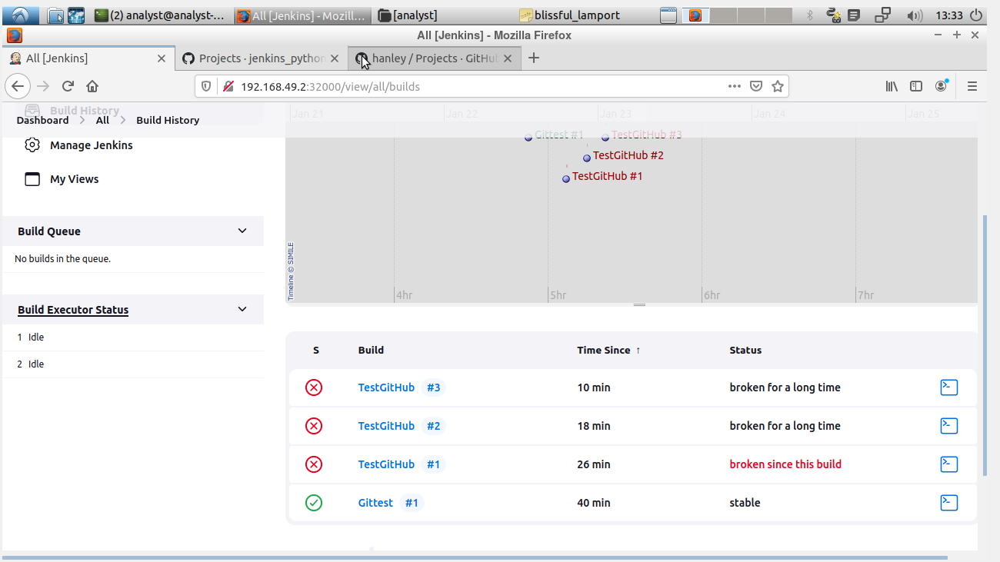 (2) analyst@analyst-... All [Jenkins] - Mozill... [analyst] blissful_lamport 13:33
All [Jenkins] - Mozilla Firefox
All [Jenkins] Projects · jenkins_python hanley / Projects · GitHub
192.168.49.2:32000/view/all/builds
Build History
Dashboard All Build History
Manage Jenkins
My Views
Build Queue
No builds in the queue.
Build Executor Status
1 Idle
2 Idle
Jan 21 Jan 22 Jan 23 Jan 24 Jan 25
Gittest #1 TestGitHub #3
TestGitHub #2
TestGitHub #1
Timeline © SIMILE
4hr 5hr 6hr 7hr
S Build Time Since ↑ Status
TestGitHub #3 10 min broken for a long time
TestGitHub #2 18 min broken for a long time
TestGitHub #1 26 min broken since this build
Gittest #1 40 min stable